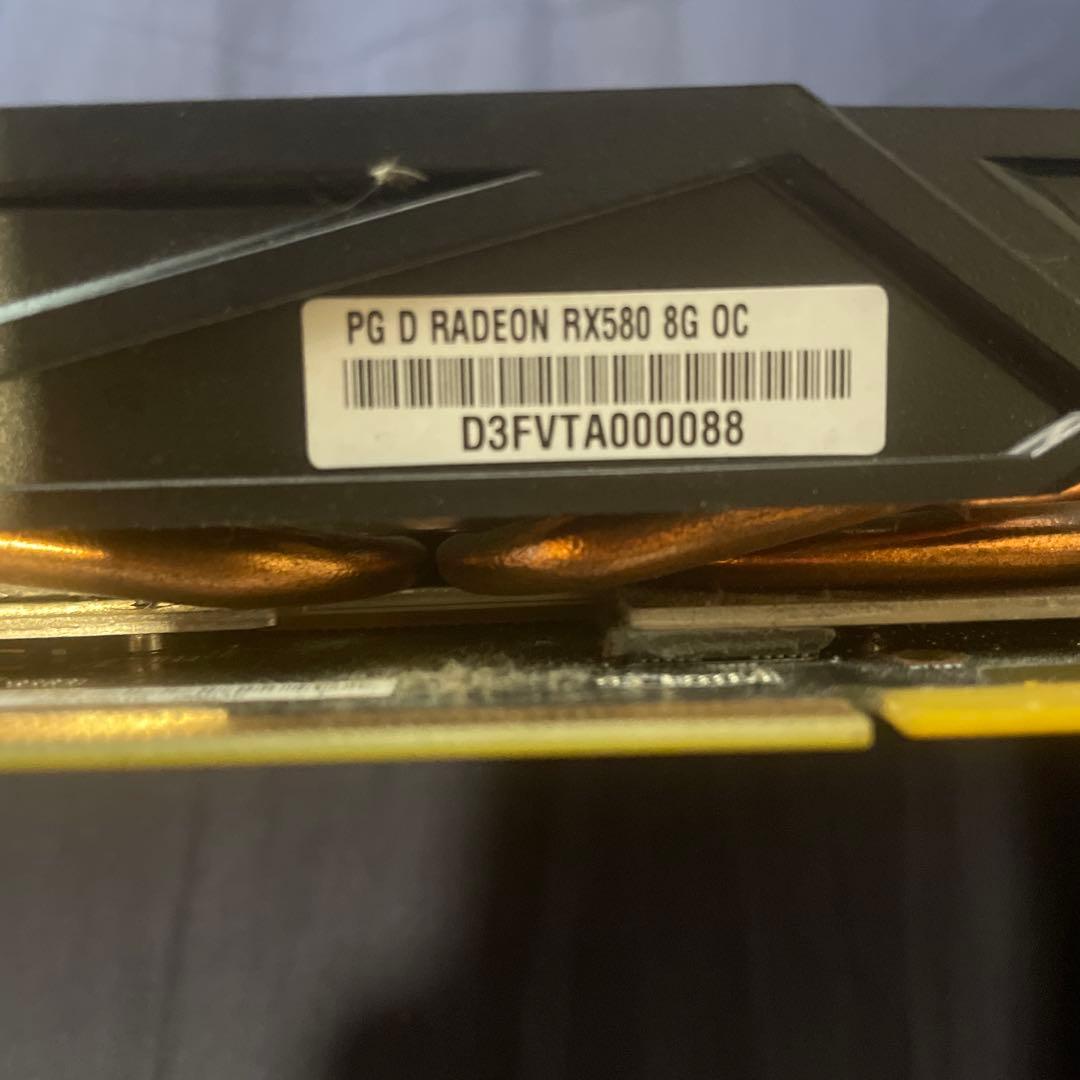 PG D RADEON RX580 8G OC
D3FVTA000088